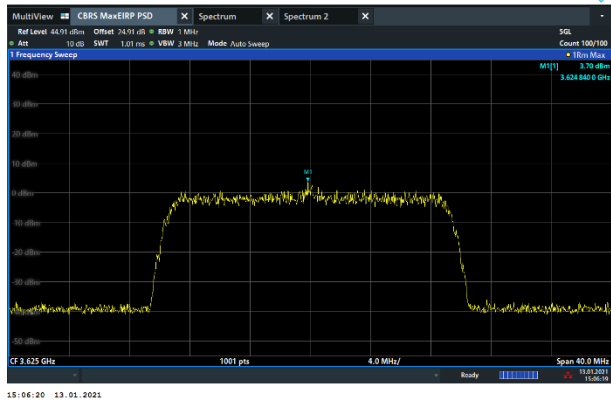 MultiView CBRS MaxEIRP PSD X Spectrum X Spectrum 2 X
Ref Level 44.91 dBm Offset 24.91 dB RBW 1 MHz SGL
Att 10 dB SWT 1.01 ms VBW 3 MHz Mode Auto Sweep Count 100/100
1 Frequency Sweep 1Rm Max
M1[1] 3.70 dBm
3.624 840 0 GHz
40 dBm
30 dBm
20 dBm
10 dBm
M1
0 dBm
-10 dBm
-20 dBm
-30 dBm
-50 dBm
CF 3.625 GHz 1001 pts 4.0 MHz/ Span 40.0 MHz
Ready 13.01.2021
15:06:19
15:06:20 13.01.2021